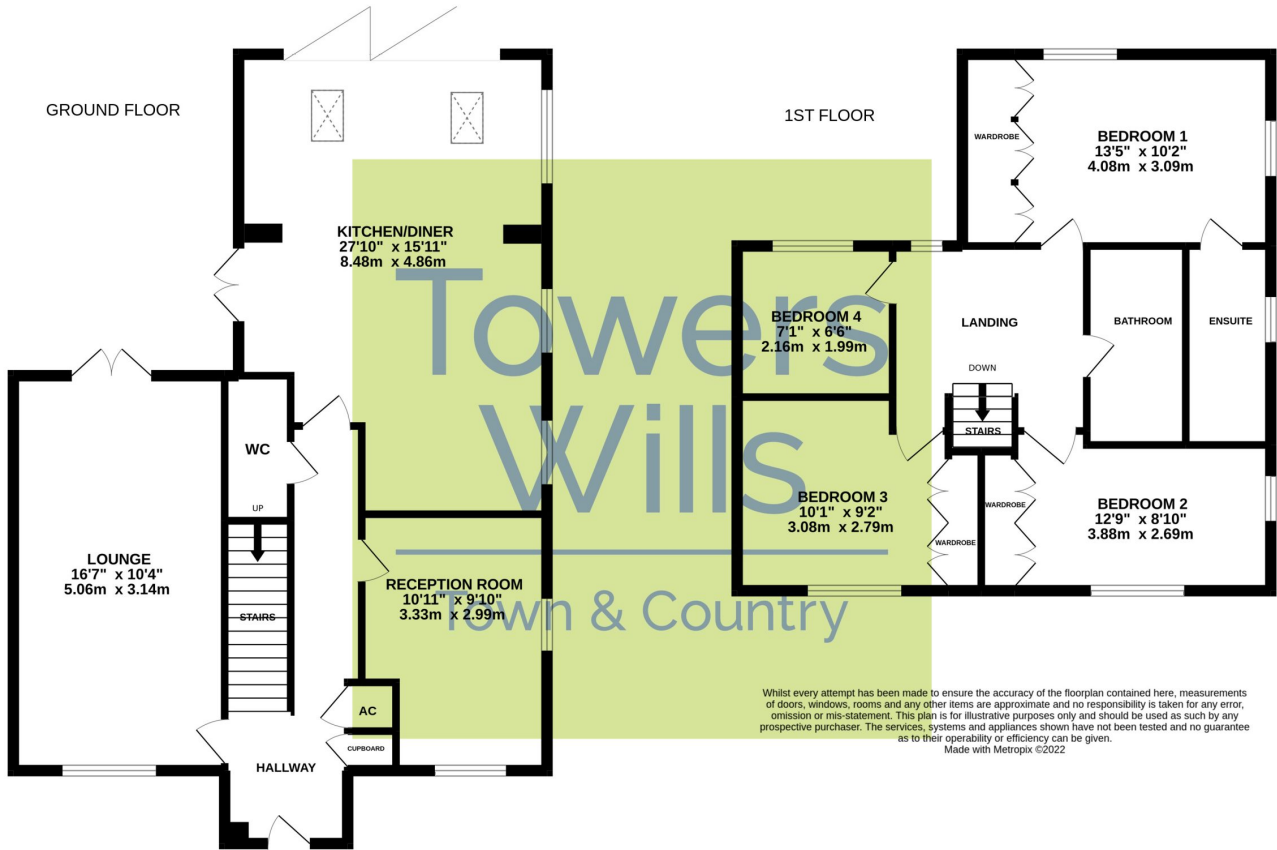 GROUND FLOOR
KITCHEN/DINER
27'10" x 15'11"
8.48m x 4.86m
WC
UP
LOUNGE
16'7" x 10'4"
5.06m x 3.14m
STAIRS
RECEPTION ROOM
10'11" x 9'10"
3.33m x 2.99m
AC
CUPBOARD
HALLWAY
1ST FLOOR
WARDROBE
BEDROOM 1
13'5" x 10'2"
4.08m x 3.09m
BEDROOM 4
7'1" x 6'6"
2.16m x 1.99m
LANDING
BATHROOM
ENSUITE
DOWN
STAIRS
BEDROOM 3
10'1" x 9'2"
3.08m x 2.79m
WARDROBE
WARDROBE
BEDROOM 2
12'9" x 8'10"
3.88m x 2.69m
Towers
Wills
Town & Country
Whilst every attempt has been made to ensure the accuracy of the floorplan contained here, measurements
of doors, windows, rooms and any other items are approximate and no responsibility is taken for any error,
omission or mis-statement. This plan is for illustrative purposes only and should be used as such by any
prospective purchaser. The services, systems and appliances shown have not been tested and no guarantee
as to their operability or efficiency can be given.
Made with Metropix ©2022